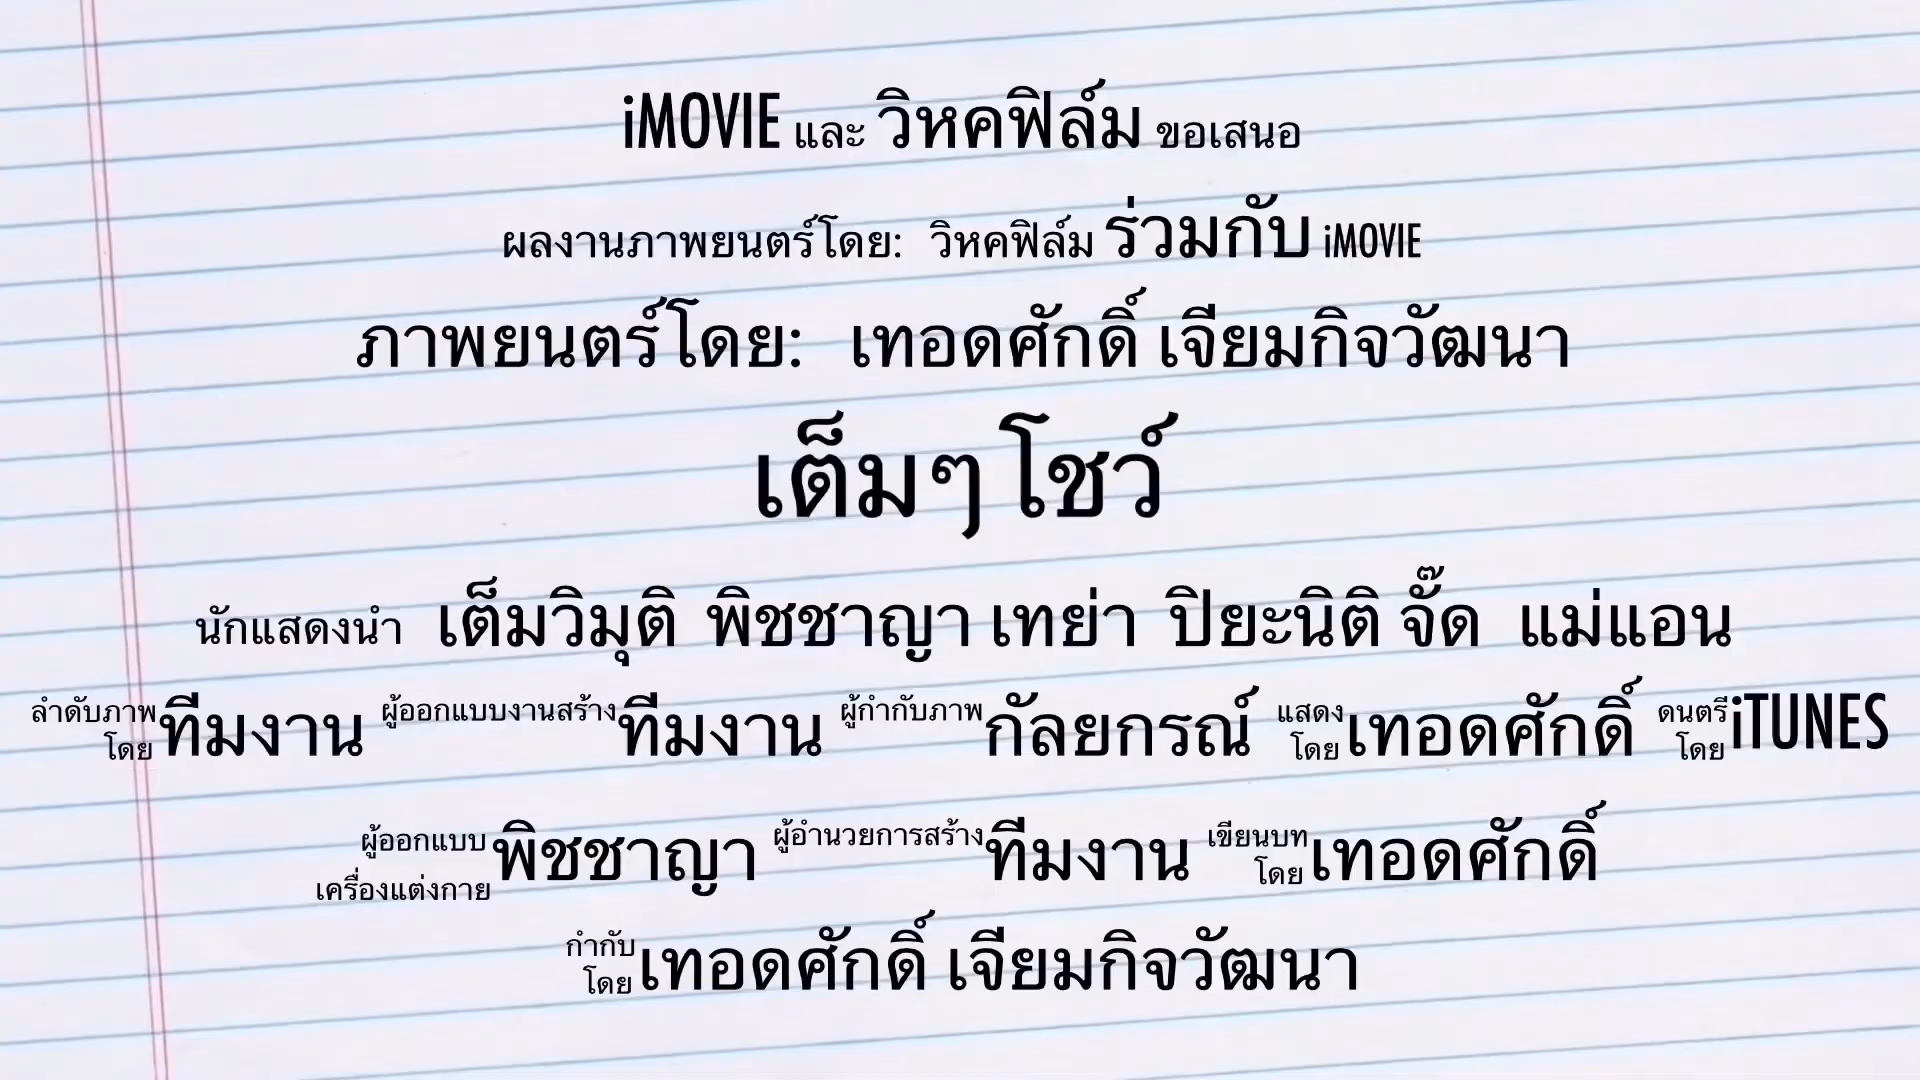 iMOVIE และ วิหคฟิล์ม ขอเสนอ
ผลงานภาพยนตร์โดย: วิหคฟิล์ม ร่วมกับ iMOVIE
ภาพยนตร์โดย: เทอดศักดิ์ เจียมกิจวัฒนา
เต็มๆ โชว์
นักแสดงนำ เต็มวิมุติ พิชชาญา เทย่า ปิยะนิติ จั๊ด แม่แอน
ลำดับภาพโดย ทีมงาน ผู้ออกแบบงานสร้าง ทีมงาน ผู้กำกับภาพ กัลยกรณ์ แสดงโดย เทอดศักดิ์ ดนตรีโดย iTUNES
ผู้ออกแบบเครื่องแต่งกาย พิชชาญา ผู้อำนวยการสร้าง ทีมงาน เขียนบทโดย เทอดศักดิ์
กำกับโดย เทอดศักดิ์ เจียมกิจวัฒนา